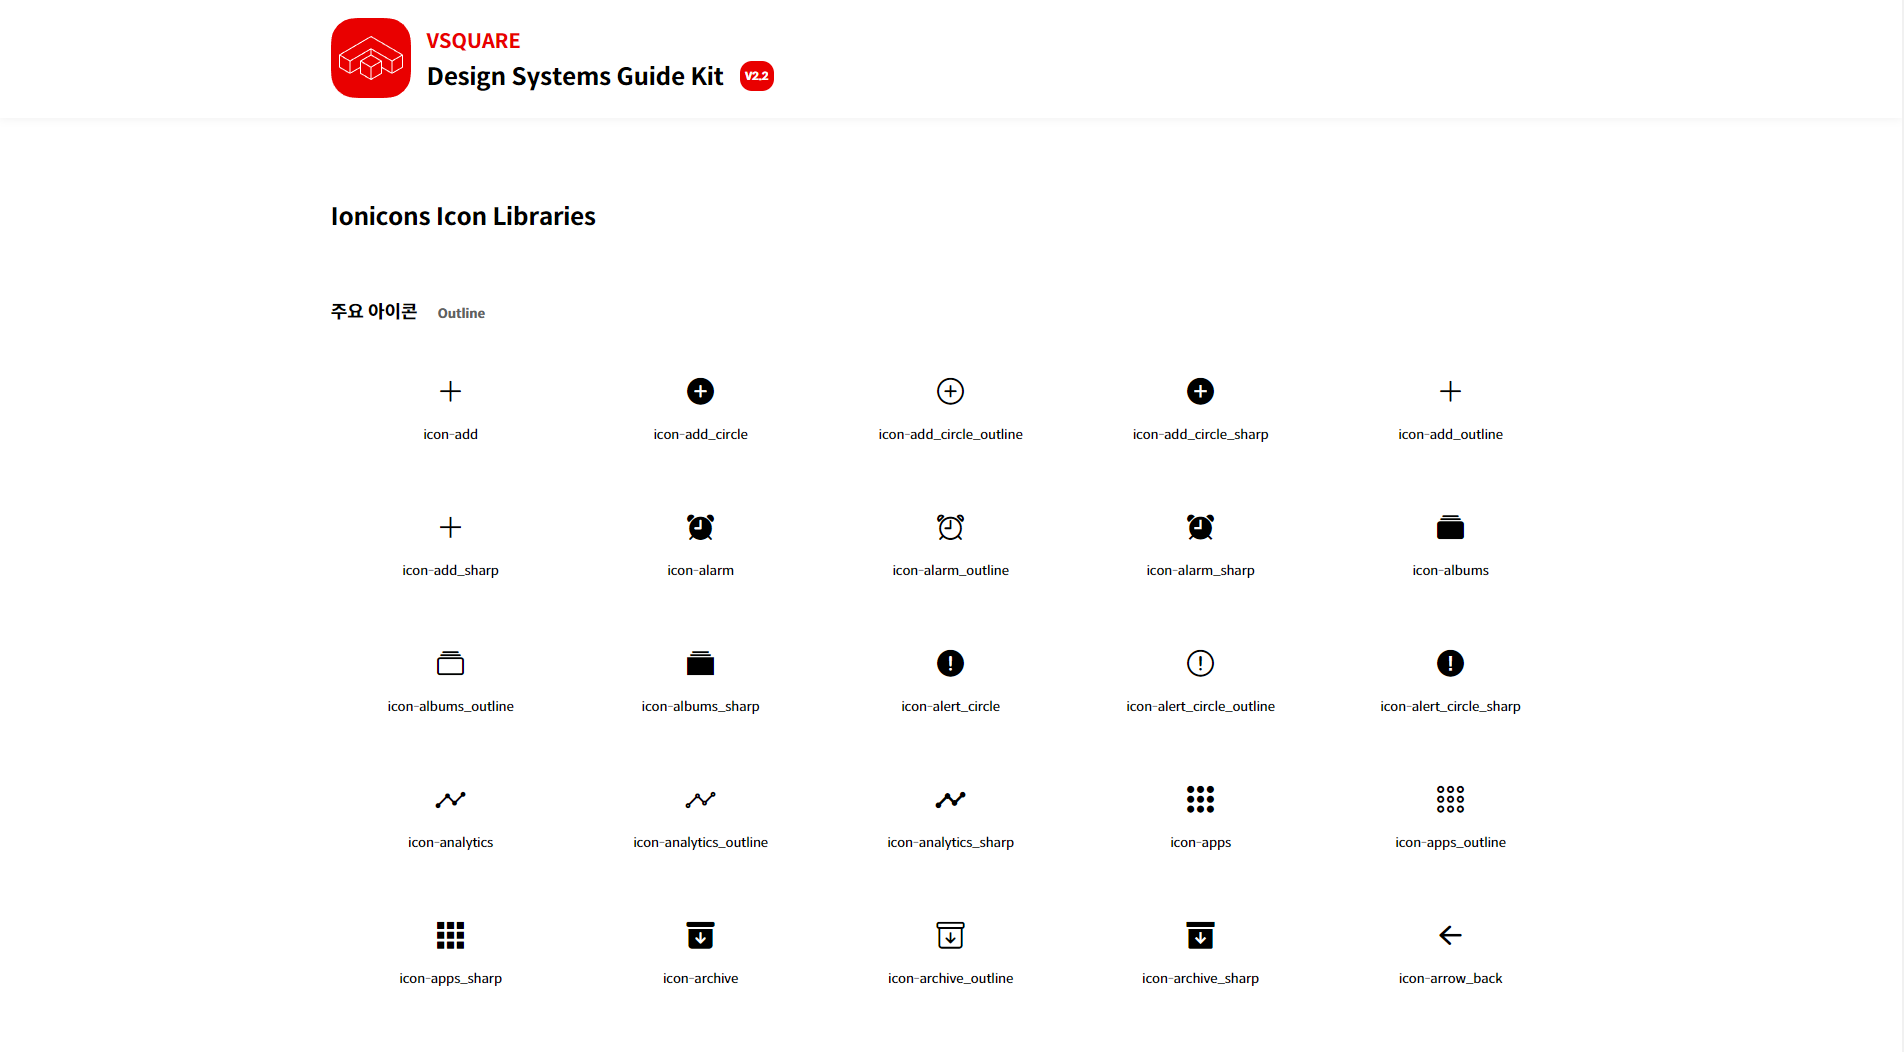 VSQUARE
Design Systems Guide Kit V2.2
Ionicons Icon Libraries
주요 아이콘 Outline
icon-add icon-add_circle icon-add_circle_outline icon-add_circle_sharp icon-add_outline
icon-add_sharp icon-alarm icon-alarm_outline icon-alarm_sharp icon-albums
icon-albums_outline icon-albums_sharp icon-alert_circle icon-alert_circle_outline icon-alert_circle_sharp
icon-analytics icon-analytics_outline icon-analytics_sharp icon-apps icon-apps_outline
icon-apps_sharp icon-archive icon-archive_outline icon-archive_sharp icon-arrow_back